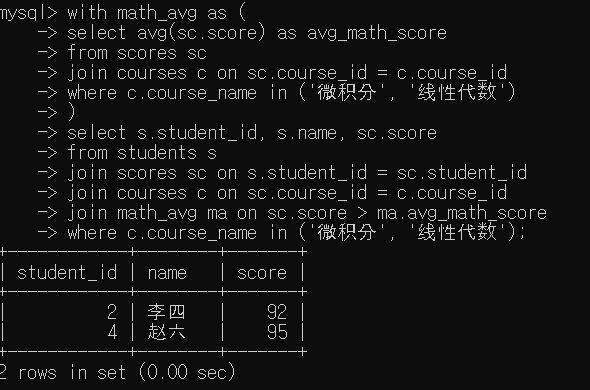 mysql> with math_avg as (
    -> select avg(sc.score) as avg_math_score
    -> from scores sc
    -> join courses c on sc.course_id = c.course_id
    -> where c.course_name in ('微积分', '线性代数')
    -> )
    -> select s.student_id, s.name, sc.score
    -> from students s
    -> join scores sc on s.student_id = sc.student_id
    -> join courses c on sc.course_id = c.course_id
    -> join math_avg ma on sc.score > ma.avg_math_score
    -> where c.course_name in ('微积分', '线性代数');
+------------+--------+-------+
| student_id | name   | score |
+------------+--------+-------+
|          2 | 李四   |    92 |
|          4 | 赵六   |    95 |
+------------+--------+-------+
2 rows in set (0.00 sec)